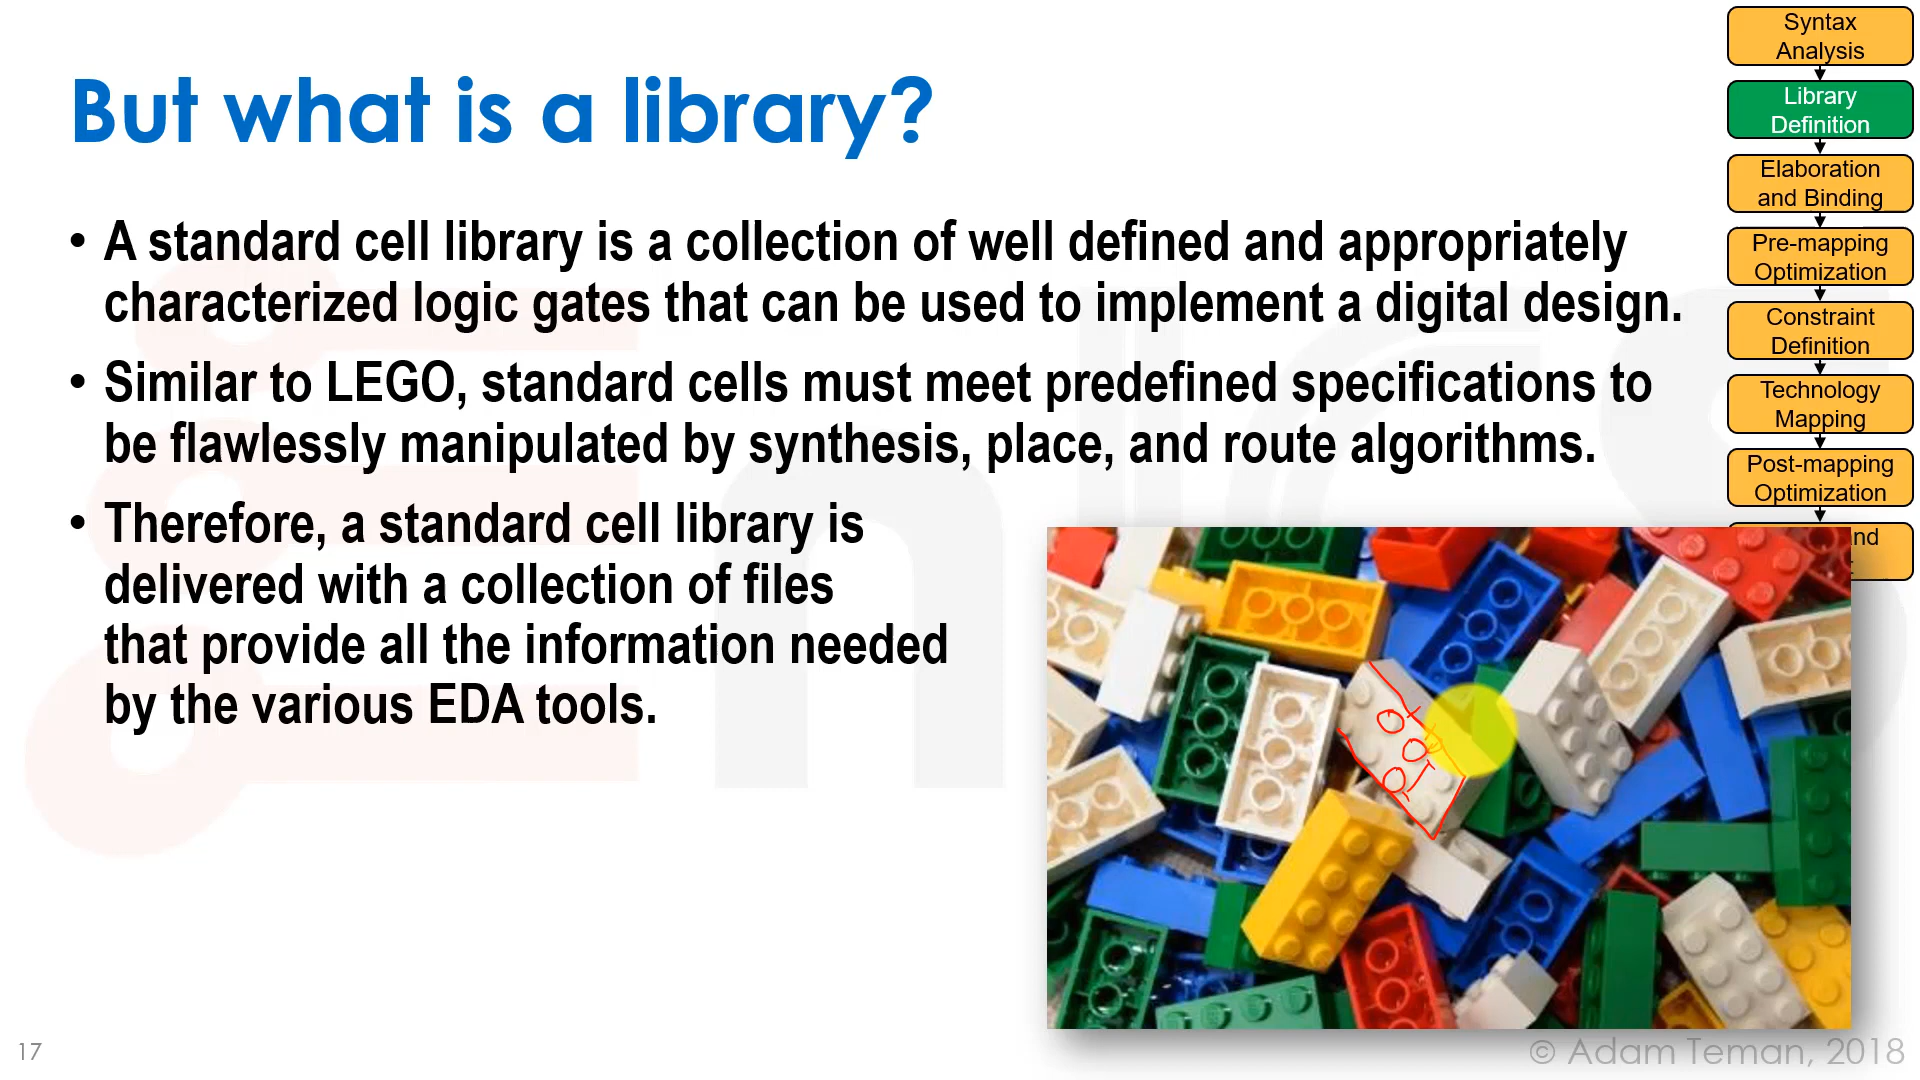 But what is a library?
• A standard cell library is a collection of well defined and appropriately
characterized logic gates that can be used to implement a digital design.
• Similar to LEGO, standard cells must meet predefined specifications to
be flawlessly manipulated by synthesis, place, and route algorithms.
• Therefore, a standard cell library is
delivered with a collection of files
that provide all the information needed
by the various EDA tools.
Syntax
Analysis
Library
Definition
Elaboration
and Binding
Pre-mapping
Optimization
Constraint
Definition
Technology
Mapping
Post-mapping
Optimization
17
© Adam Teman, 2018